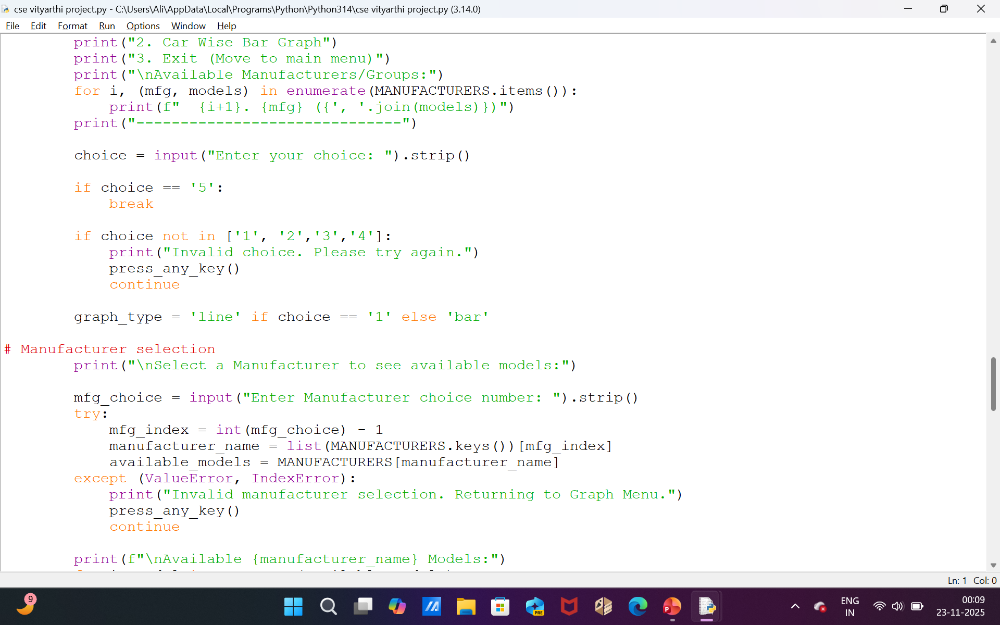 cse vityarthi project.py - C:\Users\Ali\AppData\Local\Programs\Python\Python314\cse vityarthi project.py (3.14.0)
File Edit Format Run Options Window Help
print("2. Car Wise Bar Graph")
print("3. Exit (Move to main menu)")
print("\nAvailable Manufacturers/Groups:")
for i, (mfg, models) in enumerate(MANUFACTURERS.items()):
print(f"  {i+1}. {mfg} ({', '.join(models)})")
print("------------------------------")
choice = input("Enter your choice: ").strip()
if choice == '5':
break
if choice not in ['1', '2','3','4']:
print("Invalid choice. Please try again.")
press_any_key()
continue
graph_type = 'line' if choice == '1' else 'bar'
# Manufacturer selection
print("\nSelect a Manufacturer to see available models:")
mfg_choice = input("Enter Manufacturer choice number: ").strip()
try:
mfg_index = int(mfg_choice) - 1
manufacturer_name = list(MANUFACTURERS.keys())[mfg_index]
available_models = MANUFACTURERS[manufacturer_name]
except (ValueError, IndexError):
print("Invalid manufacturer selection. Returning to Graph Menu.")
press_any_key()
continue
print(f"\nAvailable {manufacturer_name} Models:")
Ln: 1 Col: 0
9
PRE
P
ENG
IN
00:09
23-11-2025